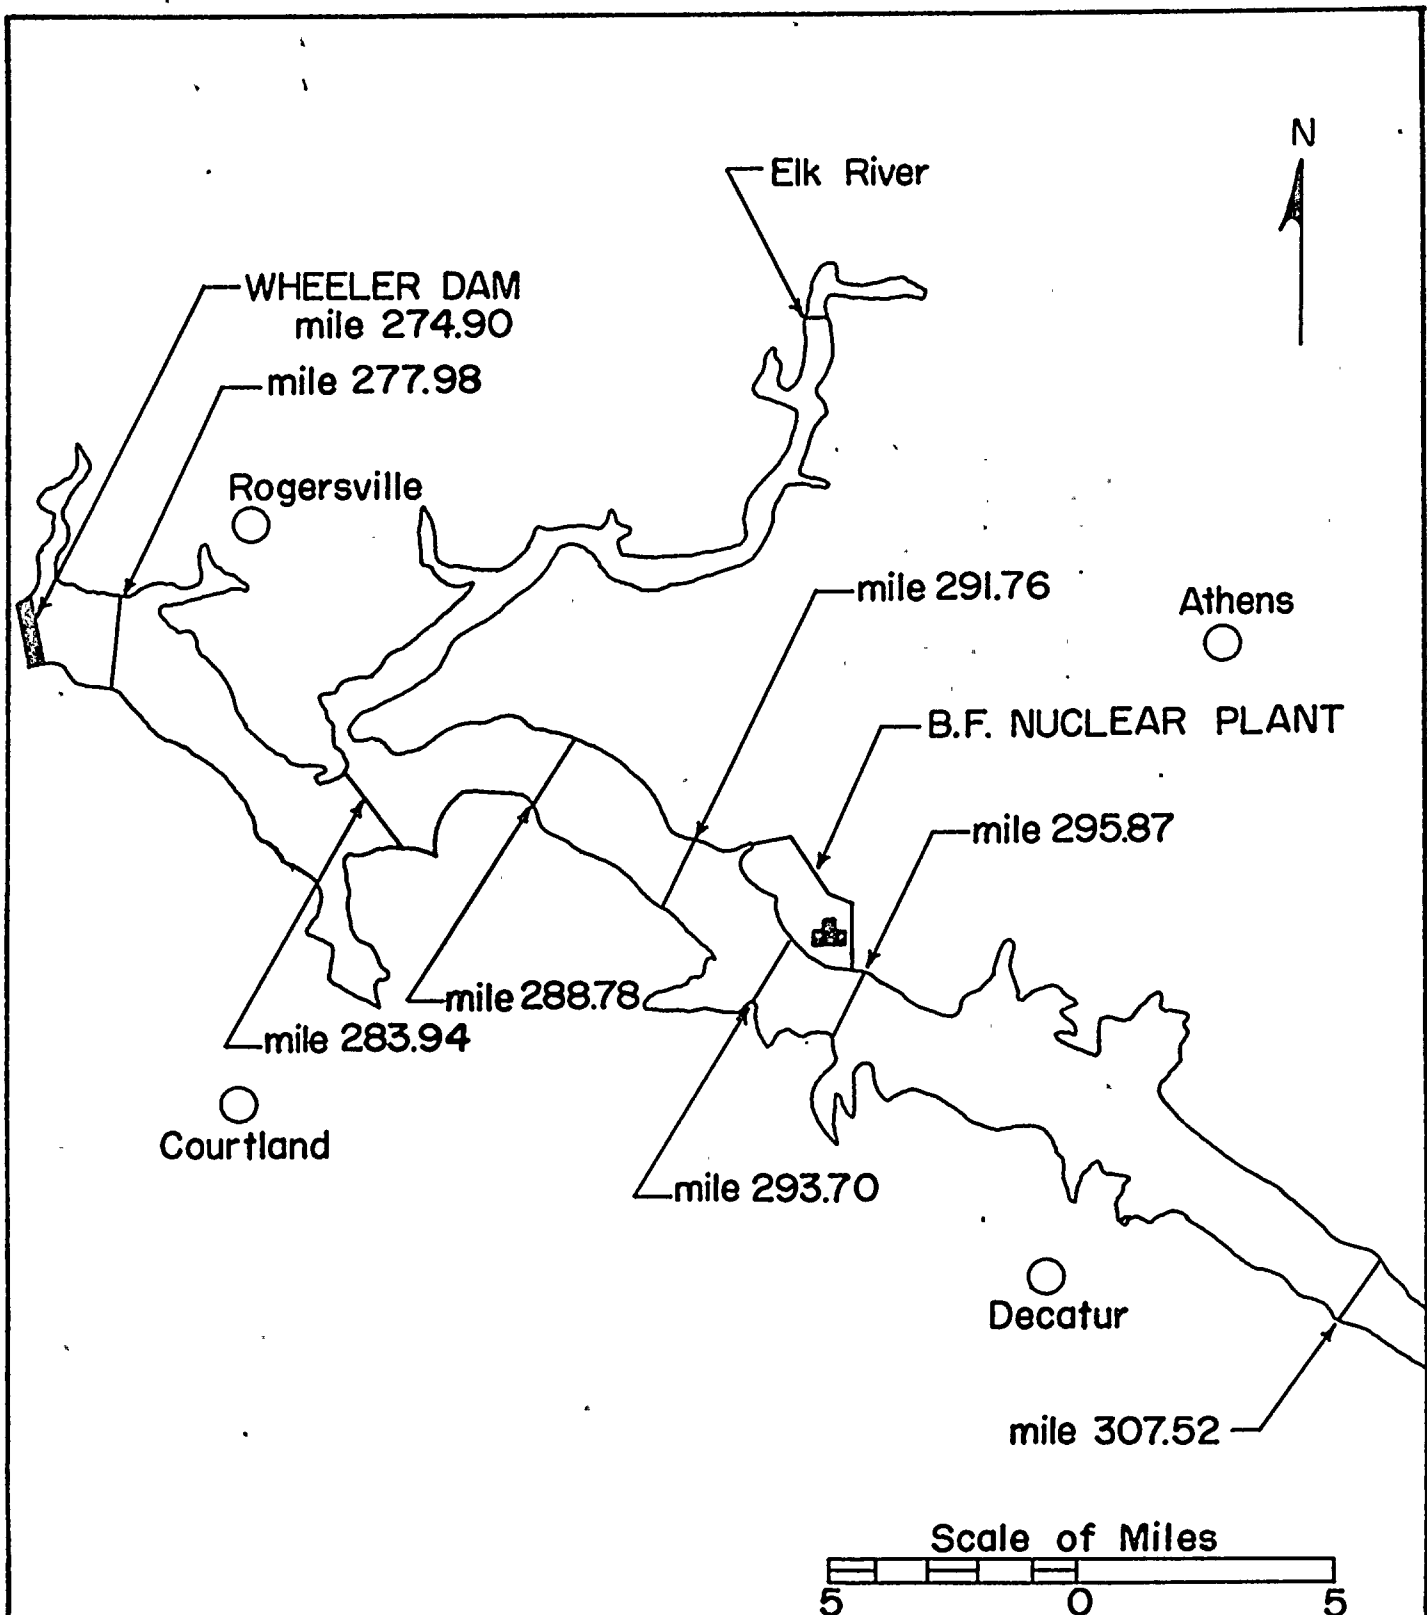 N
Elk River
WHEELER DAM
mile 274.90
mile 277.98
Rogersville
mile 291.76
Athens
B.F. NUCLEAR PLANT
mile 295.87
mile 288.78
mile 283.94
Courtland
mile 293.70
Decatur
mile 307.52
Scale of Miles
5 0 5